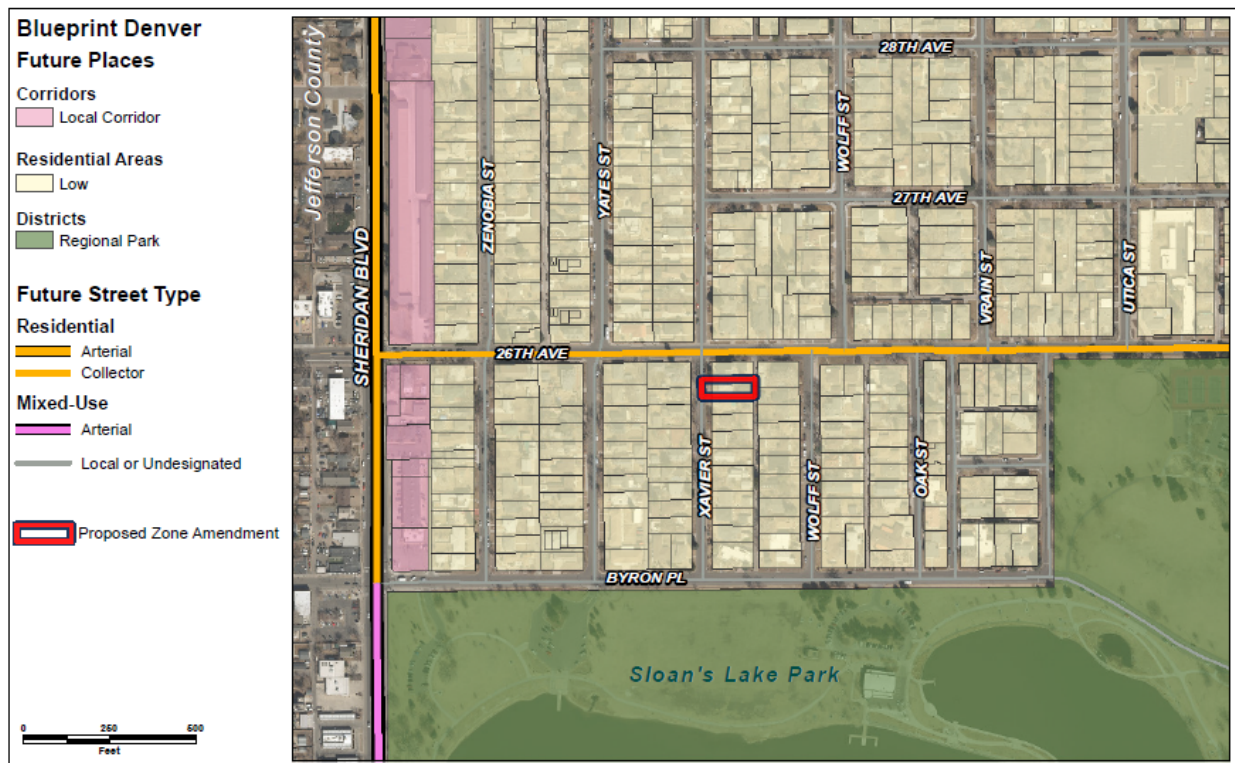 Blueprint Denver
Future Places
Corridors
Local Corridor
Residential Areas
Low
Districts
Regional Park
Future Street Type
Residential
Arterial
Collector
Mixed-Use
Arterial
Local or Undesignated
Proposed Zone Amendment
0 250 500
Feet
Jefferson County
SHERIDAN BLVD
ZENOBIA ST
YATES ST
28TH AVE
WOLFF ST
27TH AVE
VRAIN ST
UTICA ST
26TH AVE
XAVIER ST
WOLFF ST
OAK ST
BYRON PL
Sloan's Lake Park